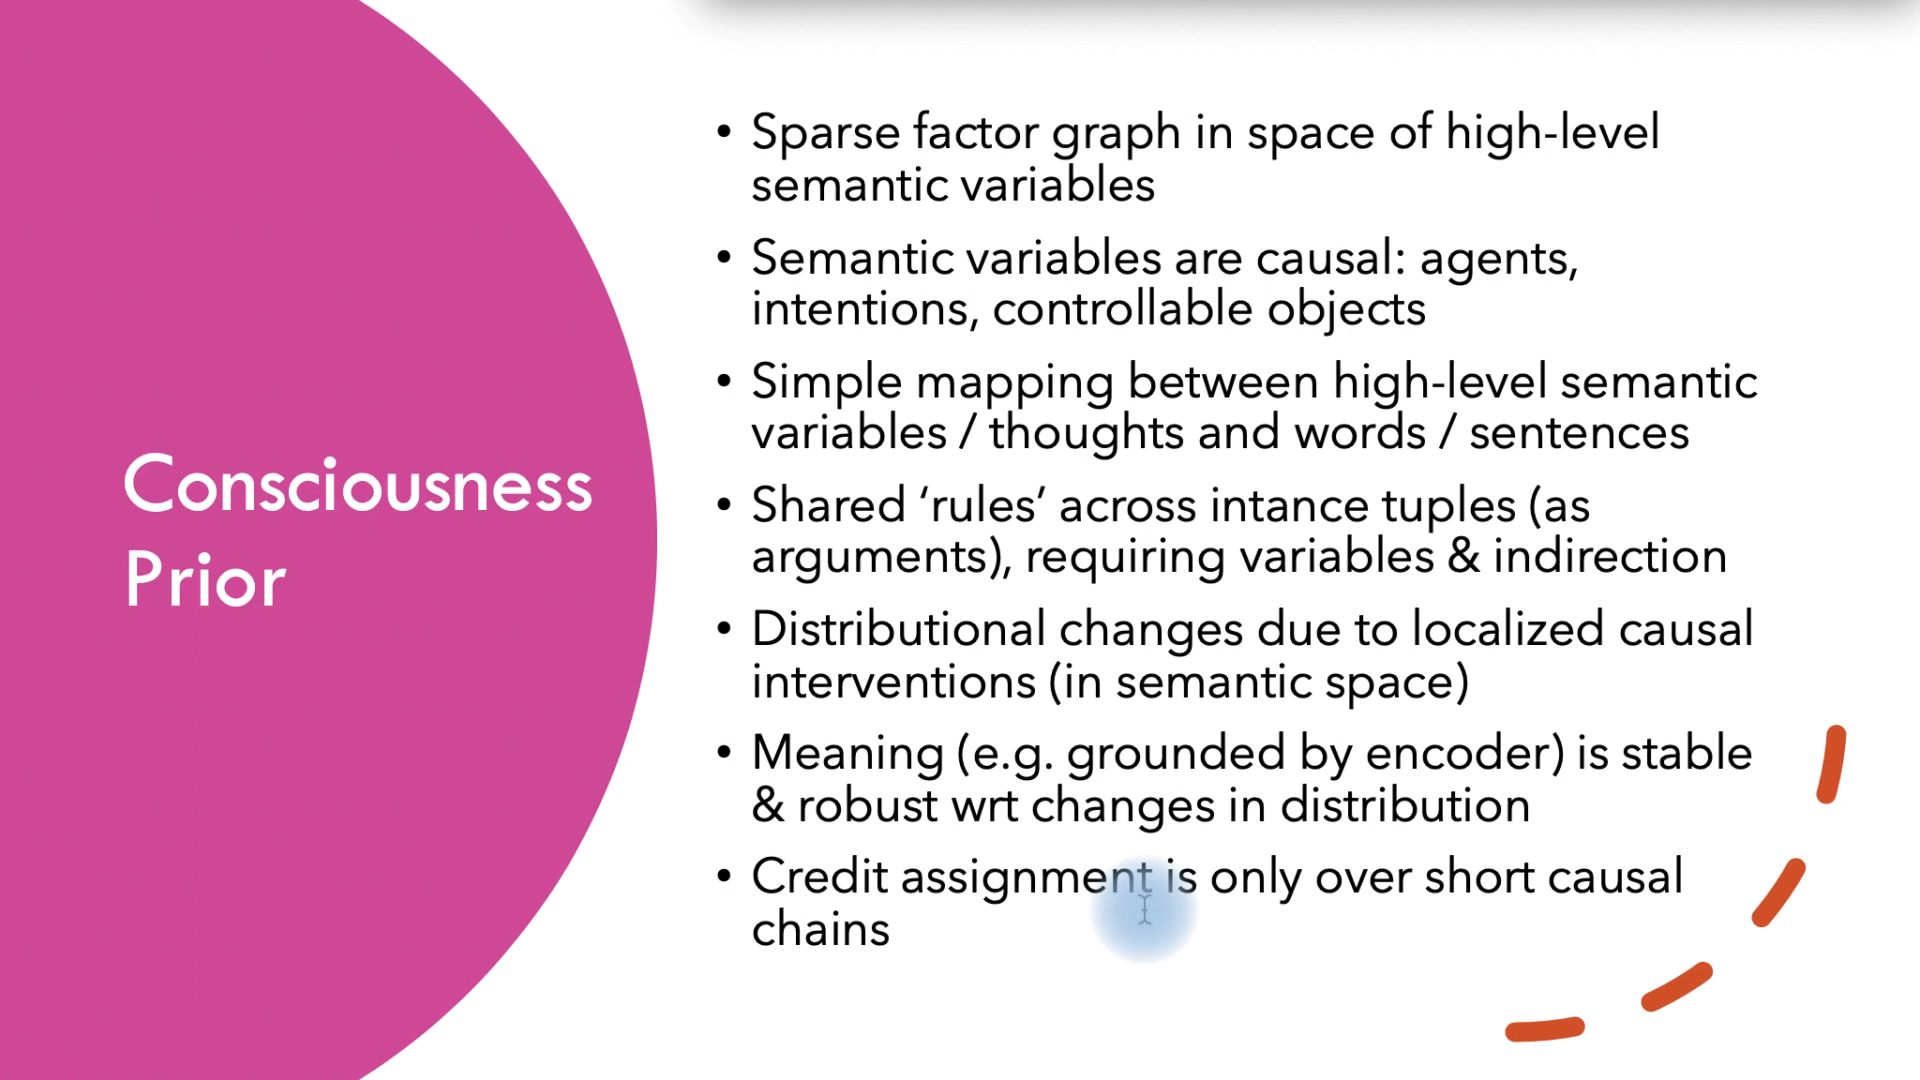 Consciousness
Prior
• Sparse factor graph in space of high-level
semantic variables
• Semantic variables are causal: agents,
intentions, controllable objects
• Simple mapping between high-level semantic
variables / thoughts and words / sentences
• Shared ‘rules’ across intance tuples (as
arguments), requiring variables & indirection
• Distributional changes due to localized causal
interventions (in semantic space)
• Meaning (e.g. grounded by encoder) is stable
& robust wrt changes in distribution
• Credit assignment is only over short causal
chains